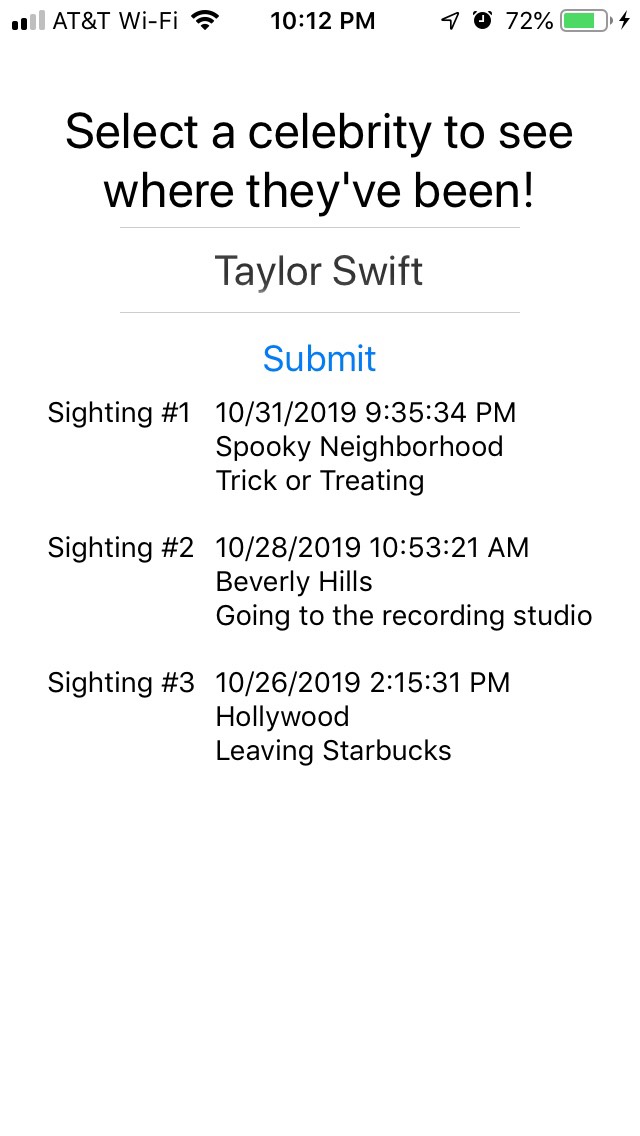 AT&T Wi-Fi 10:12 PM 72%
Select a celebrity to see
where they've been!
Taylor Swift
Submit
Sighting #1 10/31/2019 9:35:34 PM
Spooky Neighborhood
Trick or Treating
Sighting #2 10/28/2019 10:53:21 AM
Beverly Hills
Going to the recording studio
Sighting #3 10/26/2019 2:15:31 PM
Hollywood
Leaving Starbucks